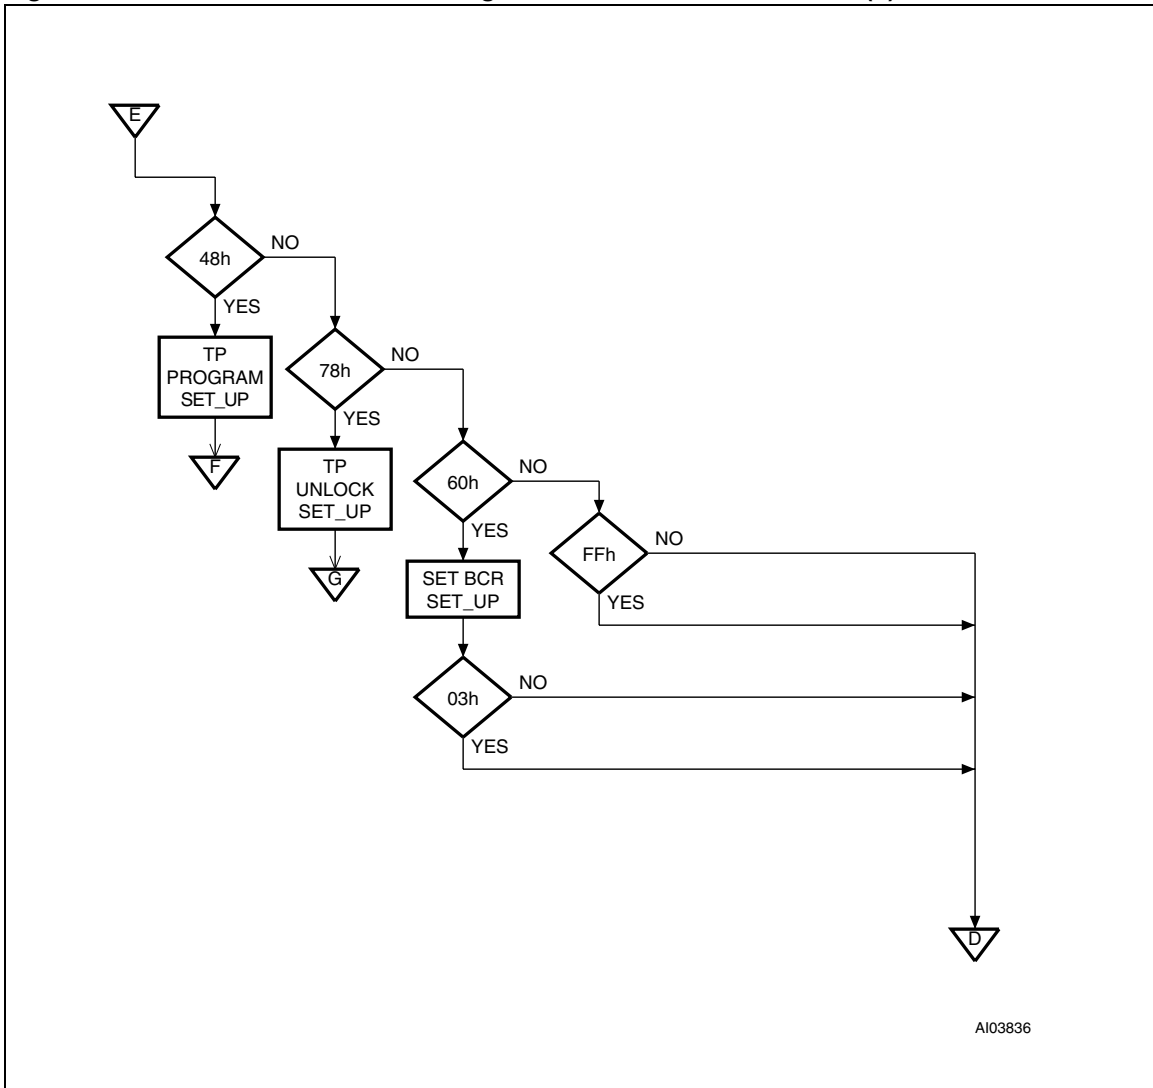 E
48h
NO
YES
TP
PROGRAM
SET_UP
F
78h
NO
YES
TP
UNLOCK
SET_UP
G
60h
NO
YES
SET BCR
SET_UP
FFh
NO
YES
03h
NO
YES
D
AI03836